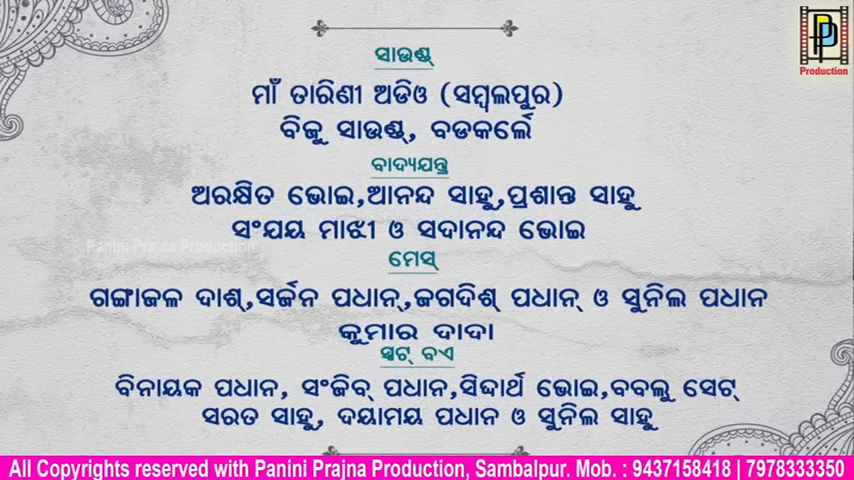 PP
Production
ସାଉଣ୍ଡ୍
ମାଁ ତାରିଣୀ ଅଡିଓ (ସମ୍ବଲପୁର)
ବିଜୁ ସାଉଣ୍ଡ୍, ବଡକର୍ଲେ
ବାଦ୍ୟଯନ୍ତ୍ର
ଅରକ୍ଷିତ ଭୋଇ,ଆନନ୍ଦ ସାହୁ,ପ୍ରଶାନ୍ତ ସାହୁ
ସଂଯୟ ମାଝୀ ଓ ସଦାନନ୍ଦ ଭୋଇ
Panini Prajna Production
ମେସ୍
ଗଙ୍ଗାଜଳ ଦାଶ୍,ସର୍ଜନ ପଧାନ୍,ଜଗଦିଶ୍ ପଧାନ୍ ଓ ସୁନିଲ ପଧାନ
କୁମାର ଦାଦା
ସ୍ପଟ୍ ବଏ
ବିନାୟକ ପଧାନ, ସଂଜିବ୍ ପଧାନ,ସିଦ୍ଧାର୍ଥ ଭୋଇ,ବବଲୁ ସେଟ୍
ସରତ ସାହୁ, ଦୟାମୟ ପଧାନ ଓ ସୁନିଲ ସାହୁ
All Copyrights reserved with Panini Prajna Production, Sambalpur. Mob. : 9437158418 | 7978333350